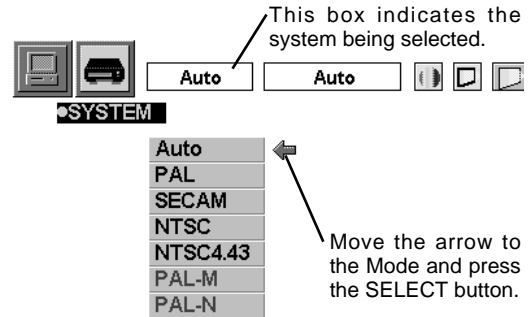 This box indicates the
system being selected.
Auto
Auto
●SYSTEM
Auto
PAL
SECAM
NTSC
NTSC4.43
PAL-M
PAL-N
Move the arrow to
the Mode and press
the SELECT button.